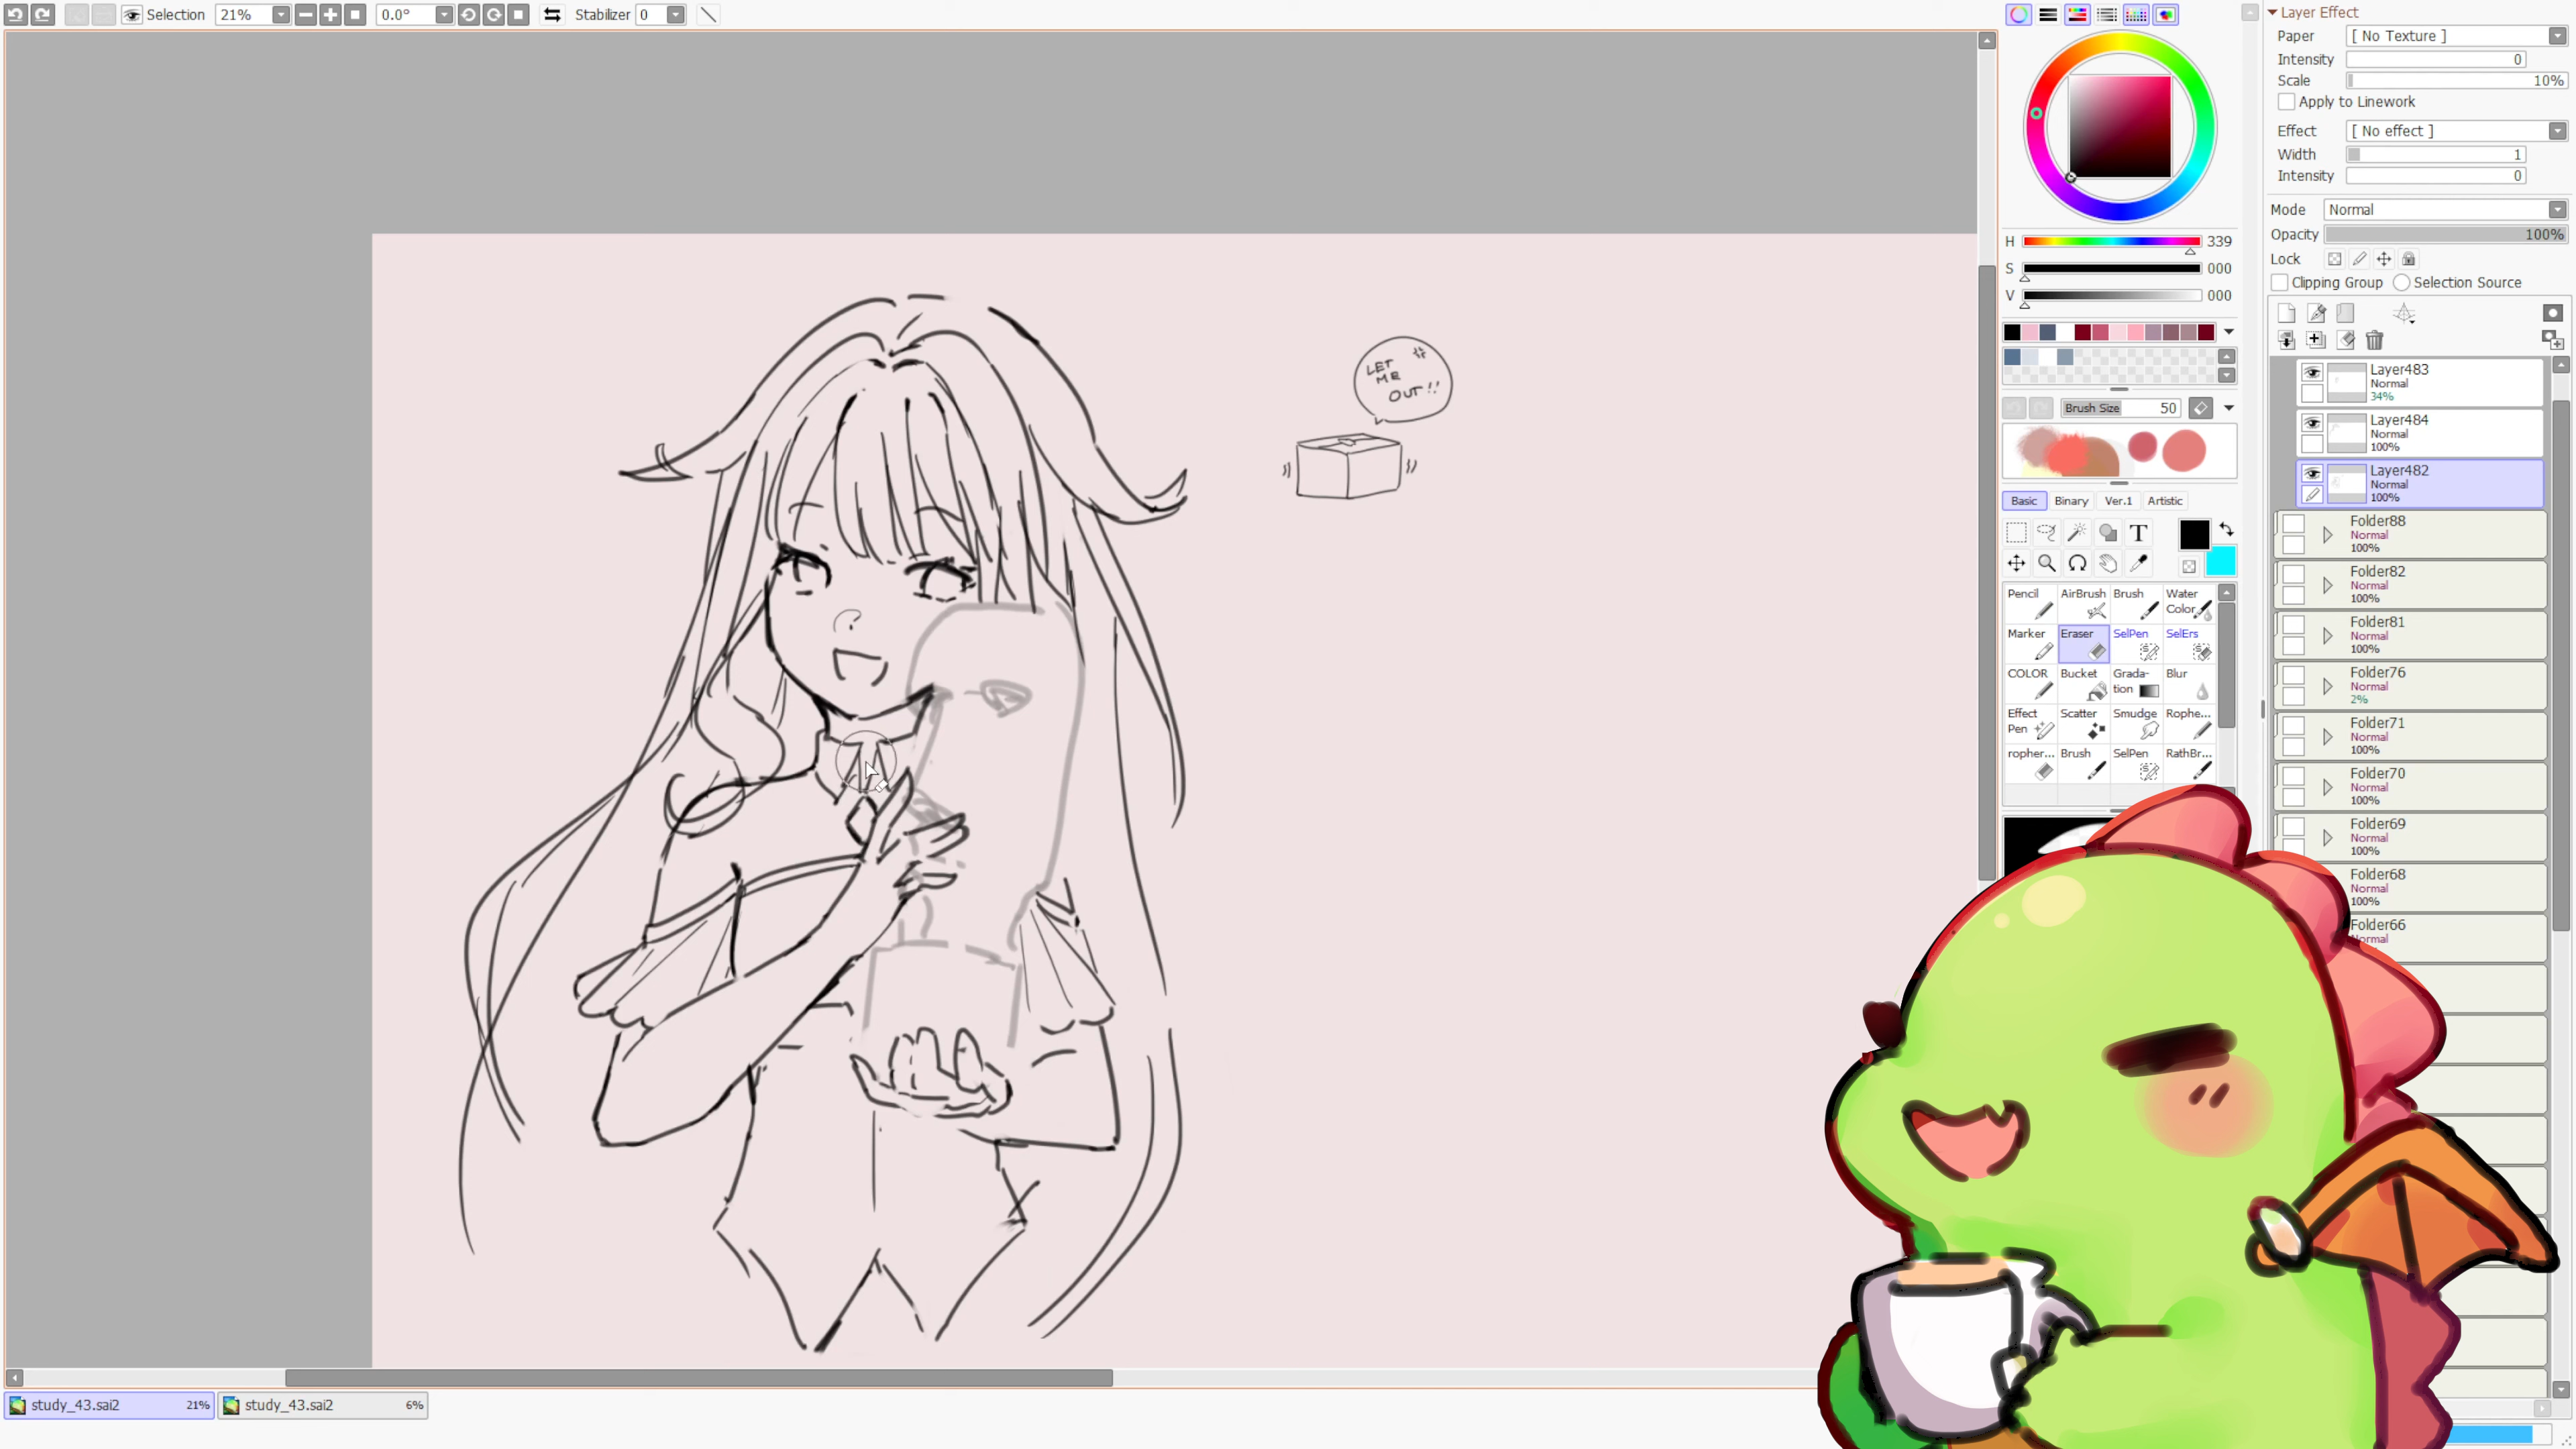 Selection 21% 0.0° Stabilizer 0
LET
ME
OUT!!
study_43.sai2 21% study_43.sai2 6%
H 339
S 000
V 000
Brush Size 50
Basic Binary Ver.1 Artistic
T
Pencil AirBrush Brush Water Color
Marker Eraser SelPen SelErs
COLOR Bucket Grada-tion Blur
Effect Pen Scatter Smudge Rophe...
ropher... Brush SelPen RathBr...
Layer Effect
Paper [ No Texture ]
Intensity 0
Scale 10%
Apply to Linework
Effect [ No effect ]
Width 1
Intensity 0
Mode Normal
Opacity 100%
Lock
Clipping Group Selection Source
Layer483
Normal
34%
Layer484
Normal
100%
Layer482
Normal
100%
Folder88
Normal
100%
Folder82
Normal
100%
Folder81
Normal
100%
Folder76
Normal
2%
Folder71
Normal
100%
Folder70
Normal
100%
Folder69
Normal
100%
Folder68
Normal
100%
Folder66
Normal